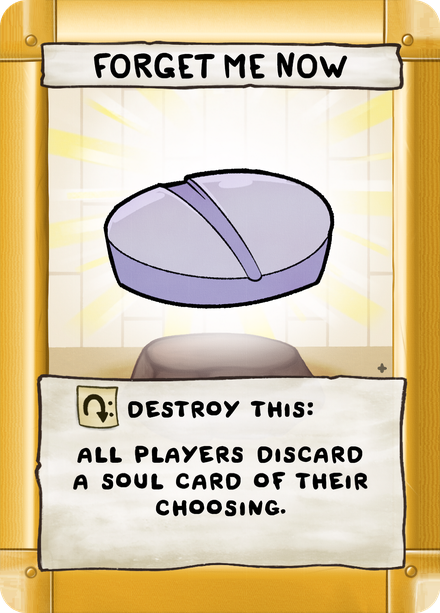 FORGET ME NOW
: DESTROY THIS:
ALL PLAYERS DISCARD
A SOUL CARD OF THEIR
CHOOSING.